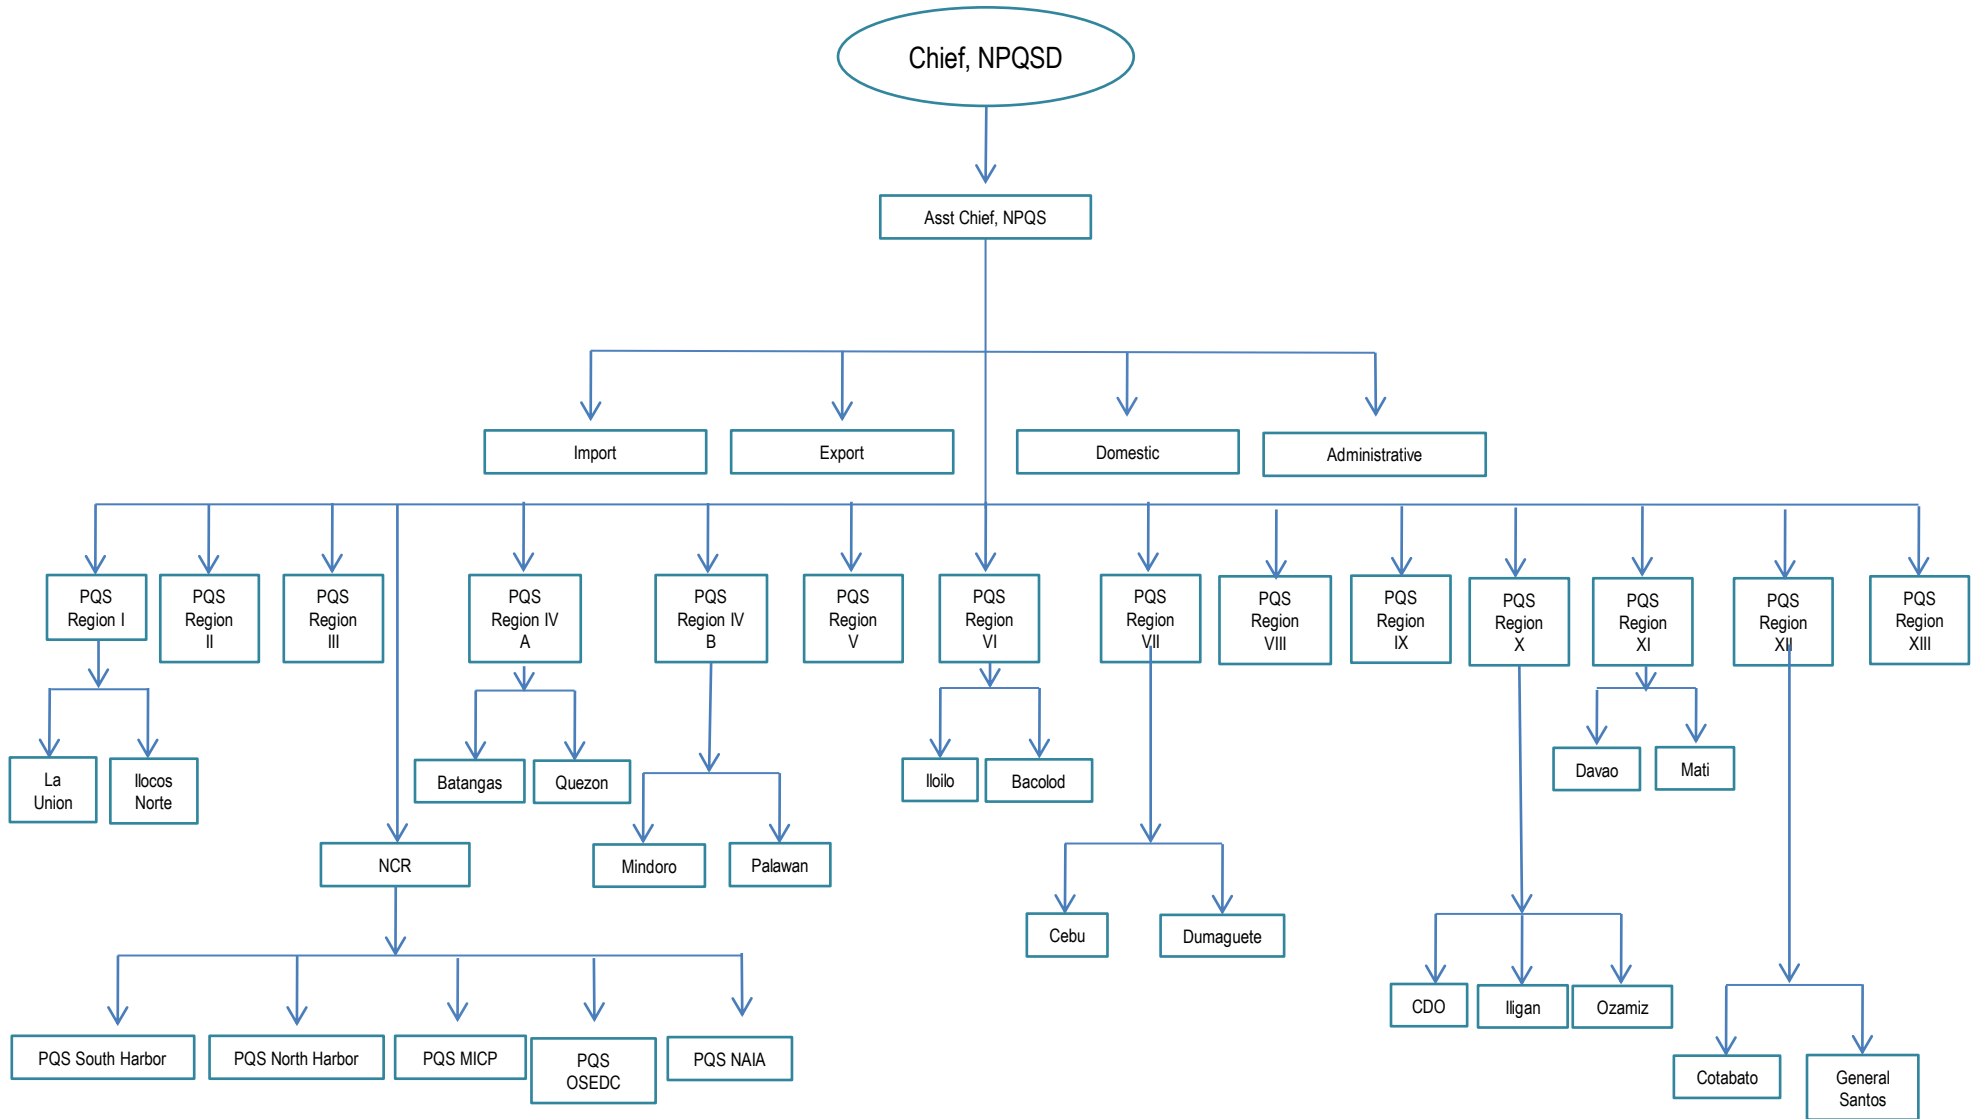 Chief, NPQSD
Asst Chief, NPQS
Import
Export
Domestic
Administrative
PQS
Region I
PQS
Region
II
PQS
Region
III
PQS
Region IV
A
PQS
Region IV
B
PQS
Region
V
PQS
Region
VI
PQS
Region
VII
PQS
Region
VIII
PQS
Region
IX
PQS
Region
X
PQS
Region
XI
PQS
Region
XII
PQS
Region
XIII
La
Union
Ilocos
Norte
Batangas
Quezon
Iloilo
Bacolod
Davao
Mati
NCR
Mindoro
Palawan
Cebu
Dumaguete
CDO
Iligan
Ozamiz
PQS South Harbor
PQS North Harbor
PQS MICP
PQS
OSEDC
PQS NAIA
Cotabato
General
Santos